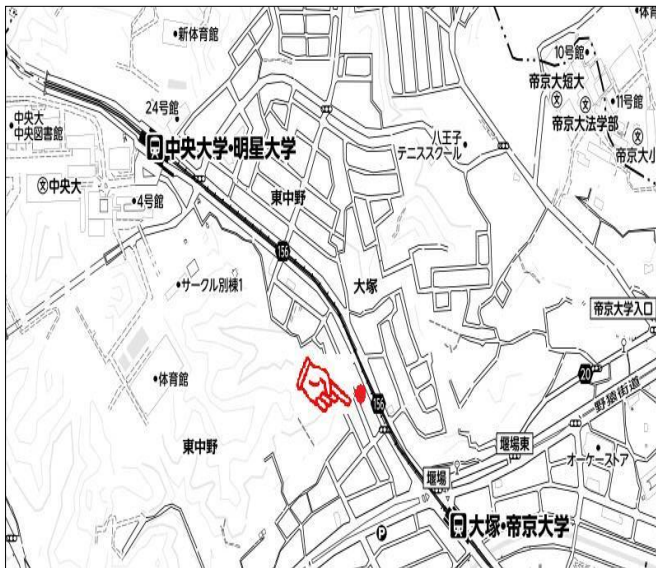 新体育館
24号館
中央大
中央図書館
中央大学・明星大学
中央大
4号館
東中野
八王子
テニススクール
10号館
帝京大短大
11号館
帝京大法学部
帝京大小
156
サークル別棟1
大塚
帝京大学入口
20
野猿街道
体育館
156
東中野
堰場東
オーケーストア
堰場
P
大塚・帝京大学